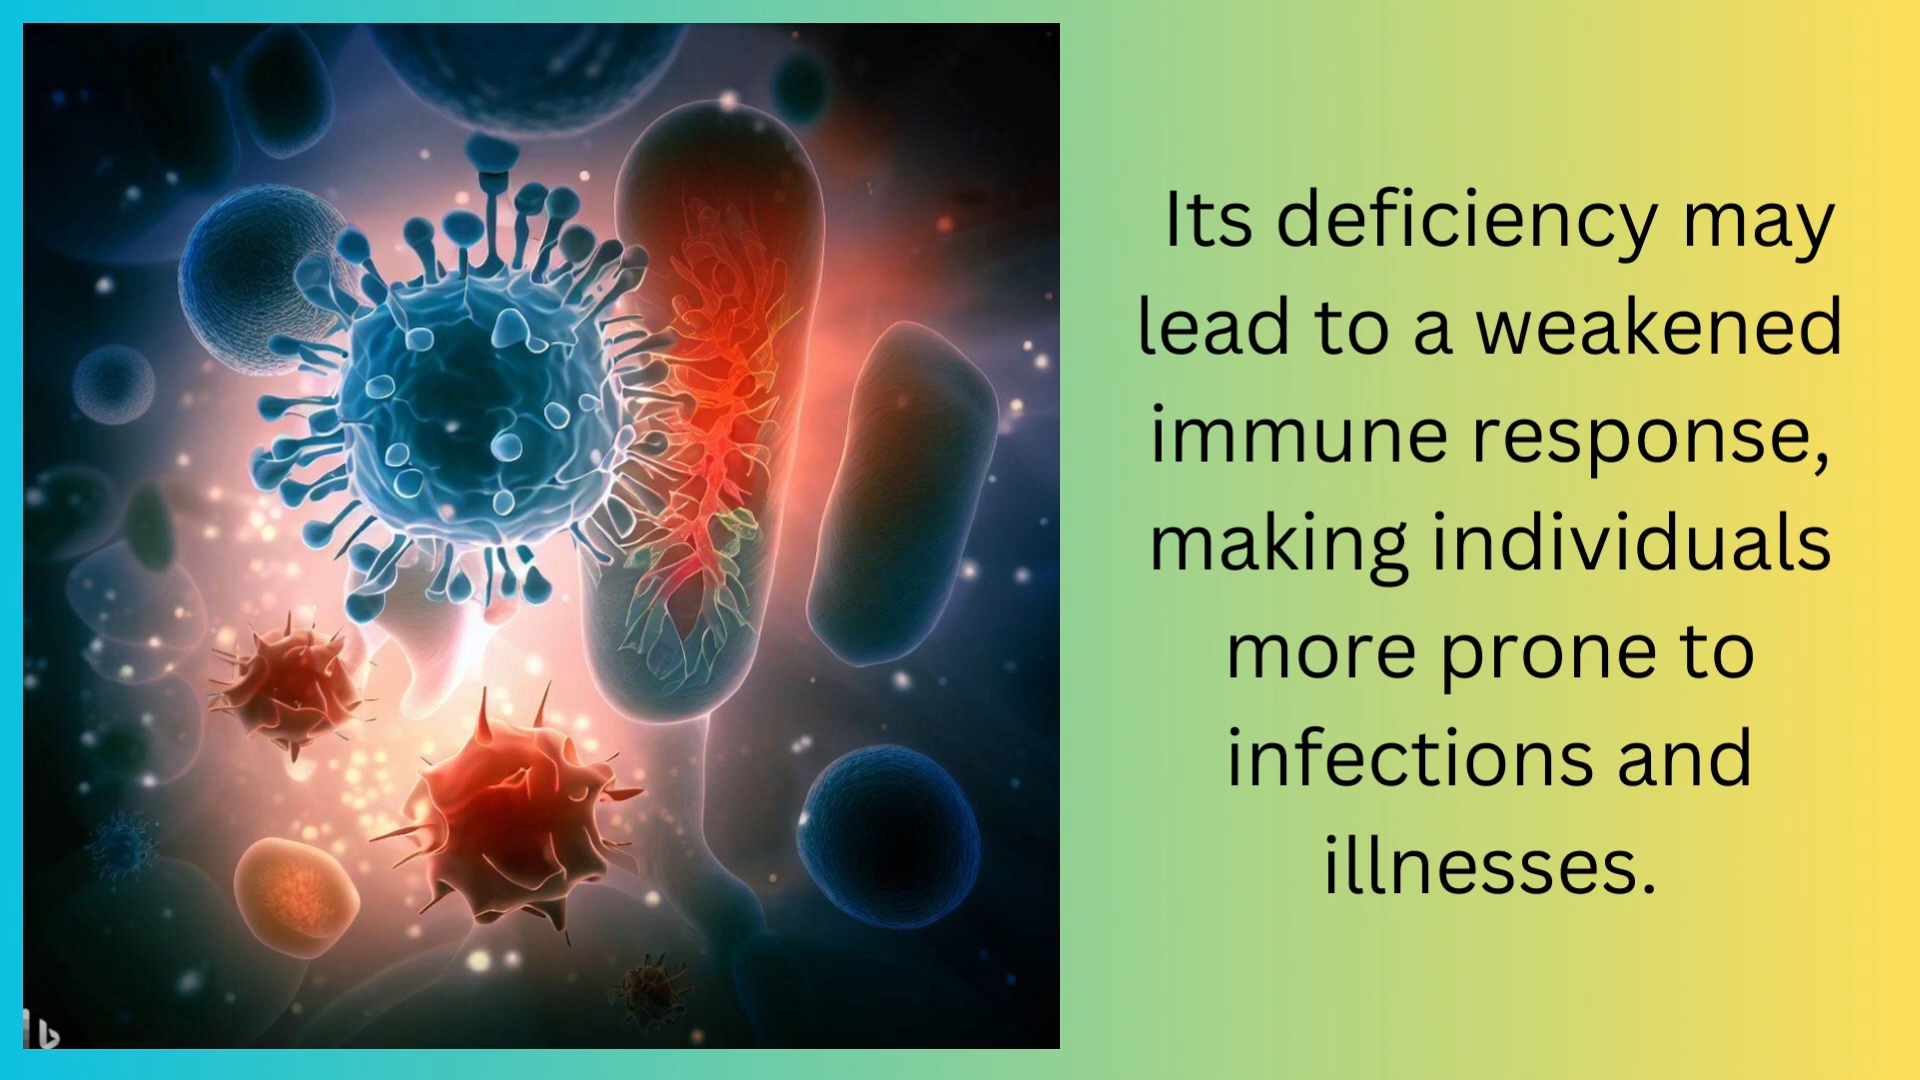 Its deficiency may
lead to a weakened
immune response,
making individuals
more prone to
infections and
illnesses.